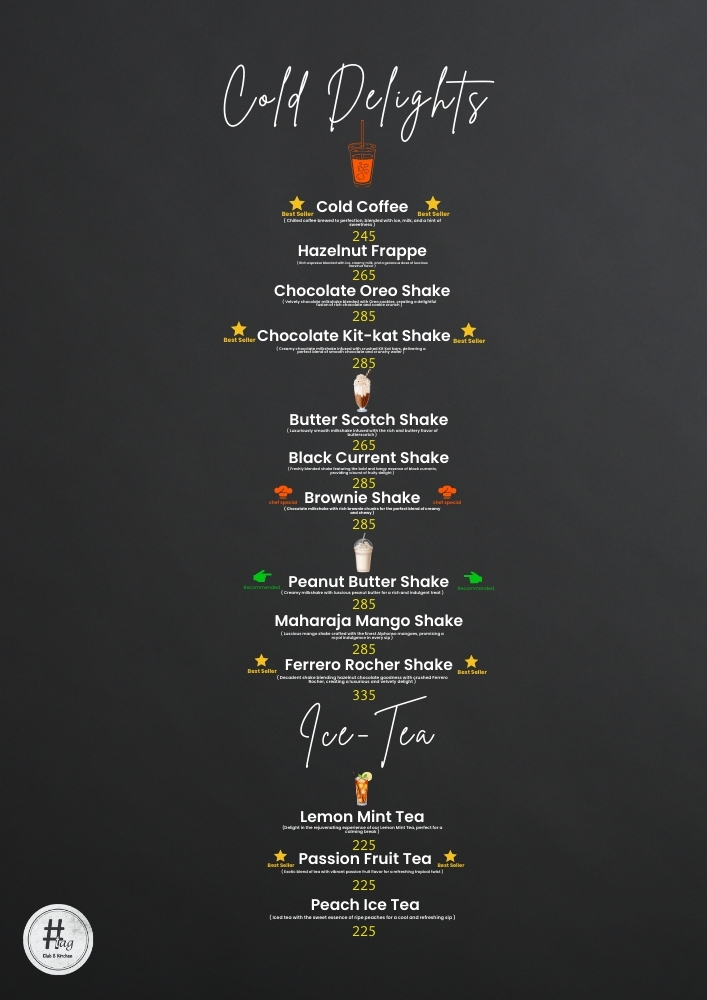 Cold Delights
Best Seller Cold Coffee Best Seller
( Chilled coffee brewed to perfection, blended with ice, milk, and a hint of
sweetness )
245
Hazelnut Frappe
( Rich espresso blended with ice, creamy milk, and a generous dose of luscious
hazelnut flavor )
265
Chocolate Oreo Shake
( Velvety chocolate milkshake blended with Oreo cookies, creating a delightful
fusion of rich chocolate and cookie crunch )
285
Best Seller Chocolate Kit-kat Shake Best Seller
( Creamy chocolate milkshake infused with crushed Kit Kat bars, delivering a
perfect blend of smooth chocolate and crunchy wafer )
285
Butter Scotch Shake
( Luxuriously smooth milkshake infused with the rich and buttery flavor of
butterscotch )
265
Black Current Shake
( Freshly blended shake featuring the bold and tangy essence of black currants,
providing a burst of fruity delight )
285
chef special Brownie Shake chef special
( Chocolate milkshake with rich brownie chunks for the perfect blend of creamy
and chewy )
285
Recommended Peanut Butter Shake Recommended
( Creamy milkshake with luscious peanut butter for a rich and indulgent treat )
285
Maharaja Mango Shake
( Luscious mango shake crafted with the finest Alphonso mangoes, promising a
royal indulgence in every sip )
285
Best Seller Ferrero Rocher Shake Best Seller
( Decadent shake blending hazelnut chocolate goodness with crushed Ferrero
Rocher, creating a luxurious and velvety delight )
335
Ice-Tea
Lemon Mint Tea
(Delight in the rejuvenating experience of our Lemon Mint Tea, perfect for a
calming break )
225
Best Seller Passion Fruit Tea Best Seller
( Exotic blend of tea with vibrant passion fruit flavor for a refreshing tropical twist )
225
Peach Ice Tea
( Iced tea with the sweet essence of ripe peaches for a cool and refreshing sip )
225
#tag
Club & Kitchen